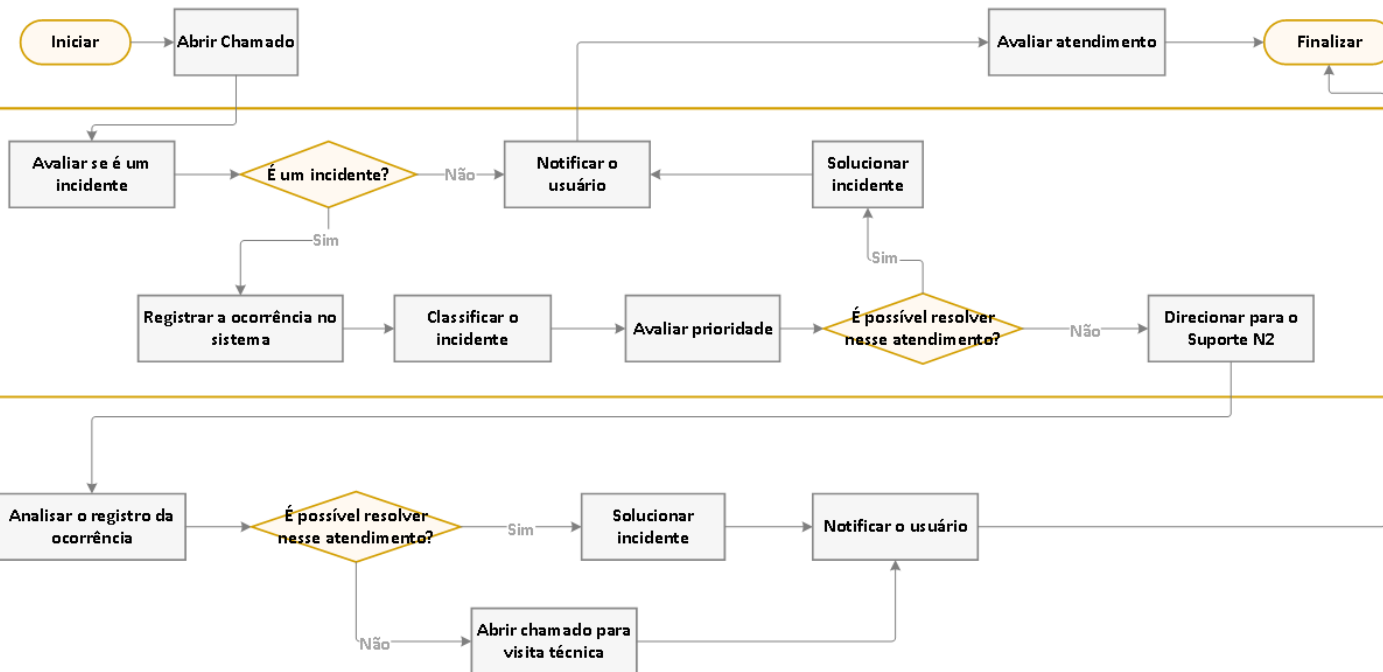 Iniciar
Abrir Chamado
Avaliar atendimento
Finalizar
Avaliar se é um
incidente
É um incidente?
Não
Notificar o
usuário
Solucionar
incidente
Sim
Sim
Registrar a ocorrência no
sistema
Classificar o
incidente
Avaliar prioridade
É possível resolver
nesse atendimento?
Não
Direcionar para o
Suporte N2
Analisar o registro da
ocorrência
É possível resolver
nesse atendimento?
Sim
Solucionar
incidente
Notificar o usuário
Não
Abrir chamado para
visita técnica